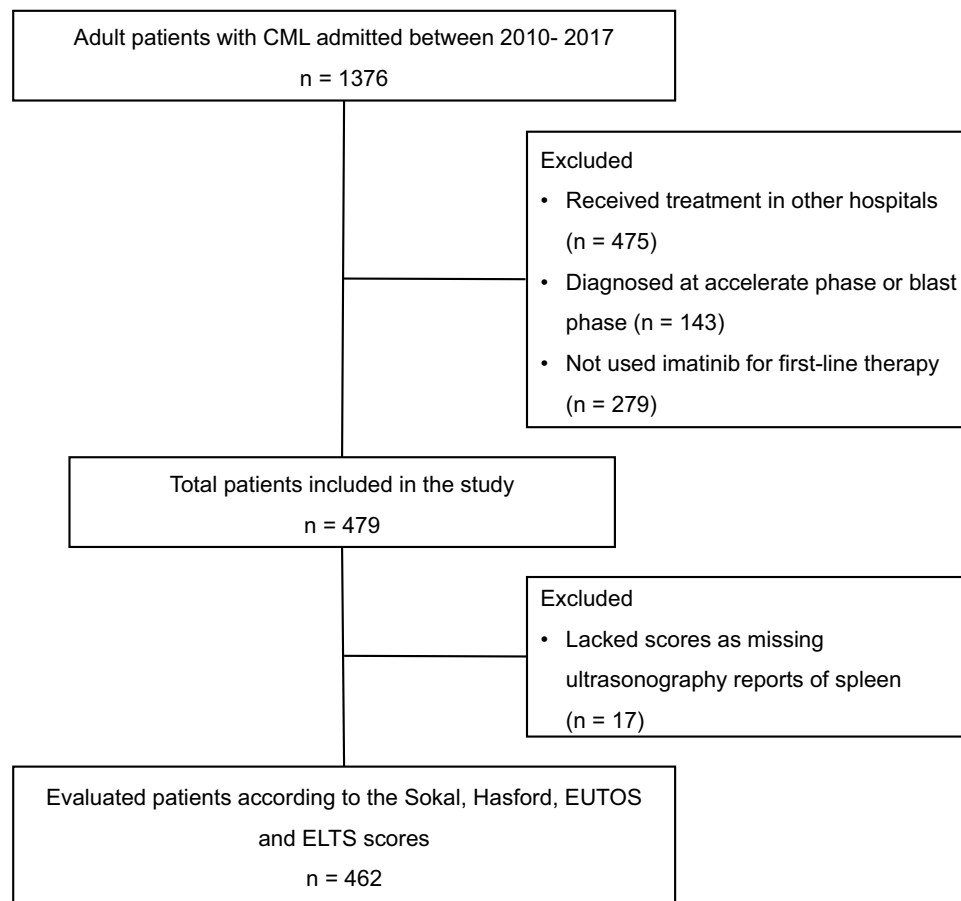 Adult patients with CML admitted between 2010- 2017
n = 1376
Excluded
• Received treatment in other hospitals
(n = 475)
• Diagnosed at accelerate phase or blast
phase (n = 143)
• Not used imatinib for first-line therapy
(n = 279)
Total patients included in the study
n = 479
Excluded
• Lacked scores as missing
ultrasonography reports of spleen
(n = 17)
Evaluated patients according to the Sokal, Hasford, EUTOS
and ELTS scores
n = 462